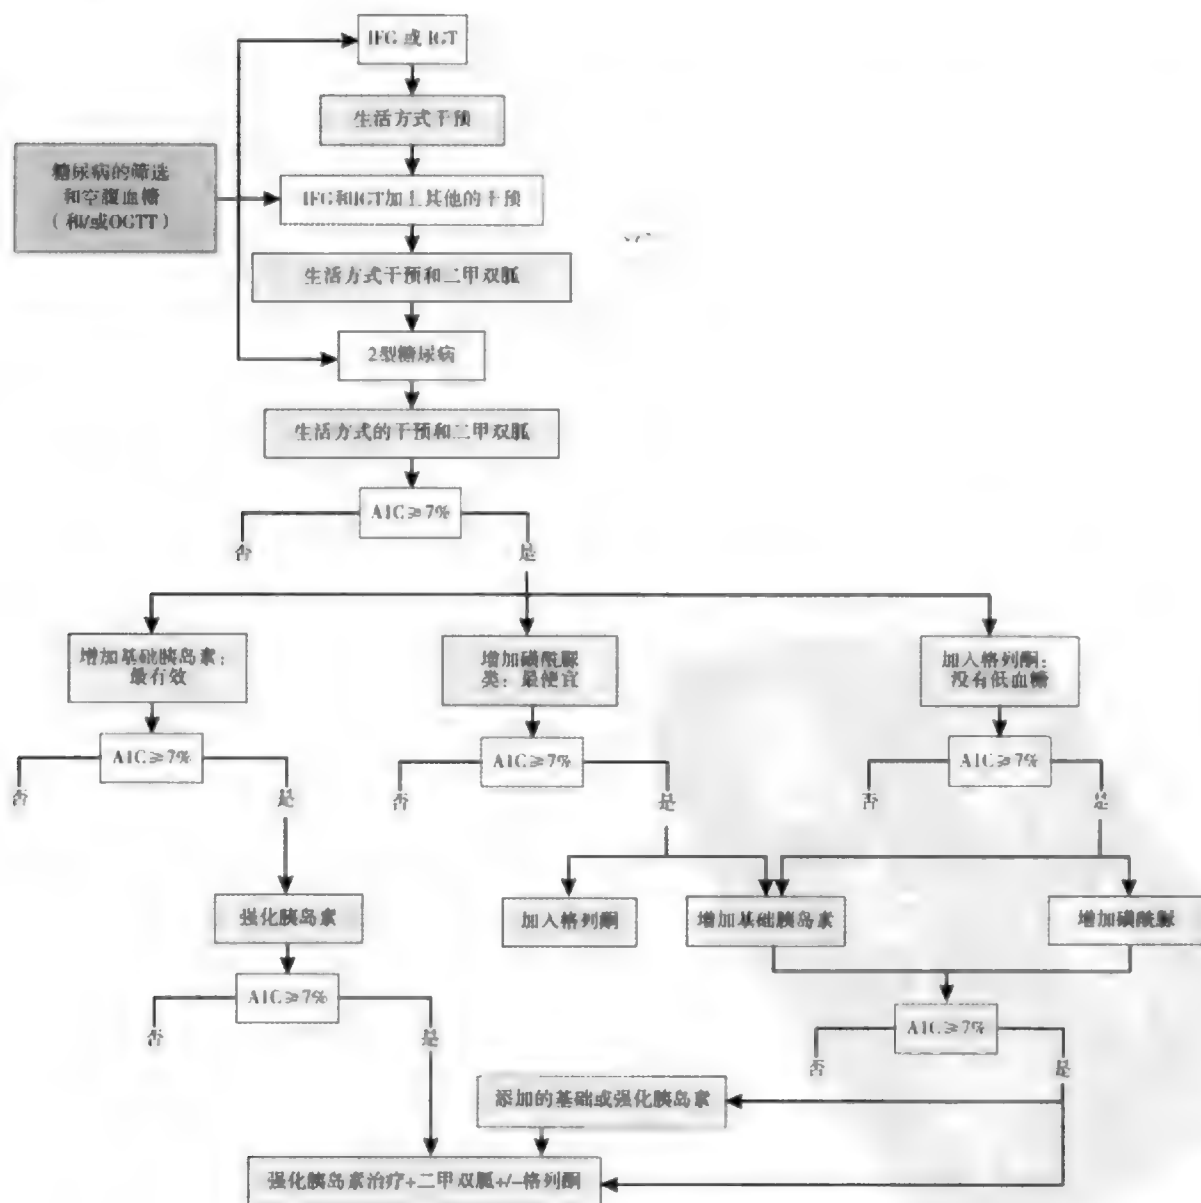 IFG 或 IGT
生活方式干预
糖尿病的筛选
和空腹血糖
（和/或OGTT）
IFG和IGT加上其他的干预
生活方式干预和二甲双胍
2型糖尿病
生活方式的干预和二甲双胍
A1C≥7%
否
是
增加基础胰岛素：
最有效
增加磺酰脲
类：最便宜
加入格列酮：
没有低血糖
A1C≥7%
A1C≥7%
A1C≥7%
否
是
否
是
否
是
强化胰岛素
加入格列酮
增加基础胰岛素
增加磺酰脲
A1C≥7%
A1C≥7%
否
是
否
是
添加的基础或强化胰岛素
强化胰岛素治疗+二甲双胍+/-格列酮